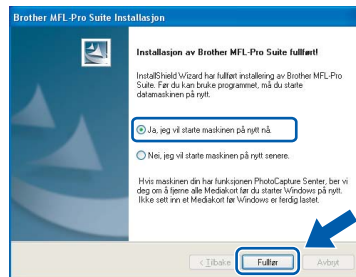 Brother MFL-Pro Suite Installasjon
Installasjon av Brother MFL-Pro Suite fullført!
InstallShield Wizard har fullført installering av Brother MFL-Pro
Suite. Før du kan bruke programmet, må du starte
datamaskinen på nytt.
Ja, jeg vil starte maskinen på nytt nå.
Nei, jeg vil starte maskinen på nytt senere.
Hvis maskinen din har funksjonen PhotoCapture Center, ber vi
deg om å fjerne alle Mediakort før du starter Windows på nytt.
Ikke sett inn et Mediakort før Windows er ferdig lastet.
< Tilbake Fullfør Avbryt